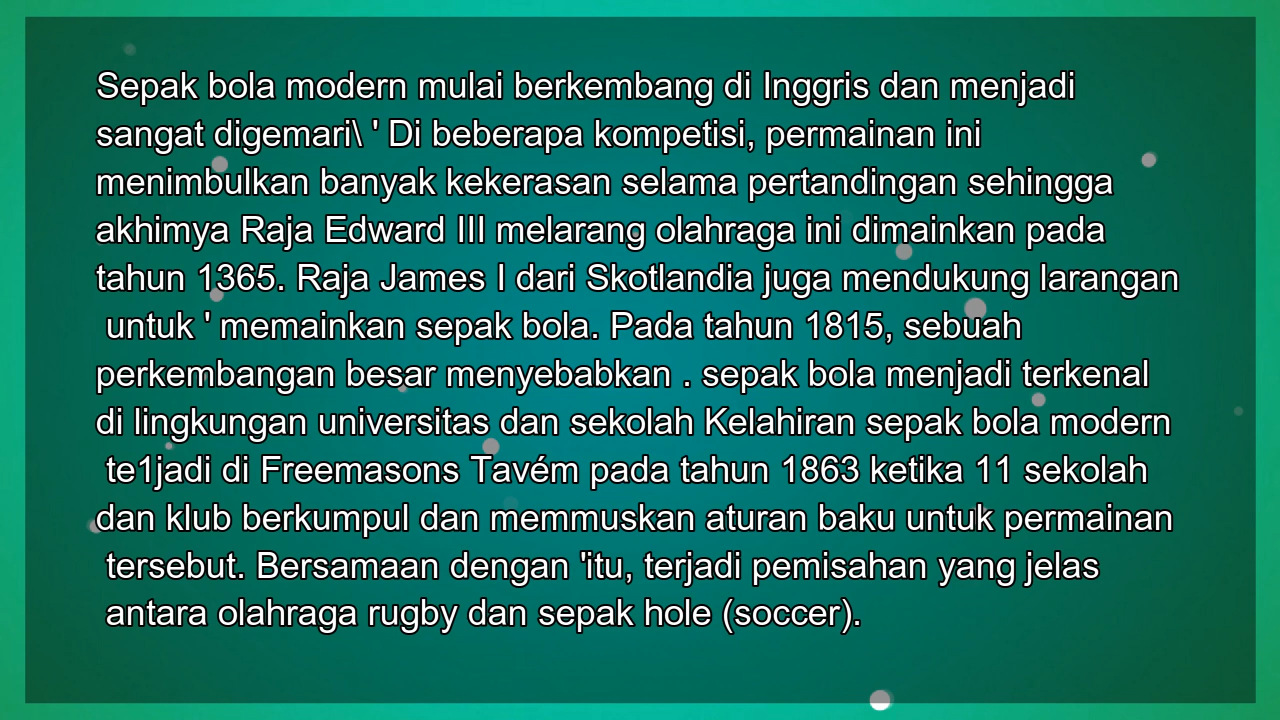 Sepak bola modern mulai berkembang di Inggris dan menjadi
sangat digemari\ ' Di beberapa kompetisi, permainan ini
menimbulkan banyak kekerasan selama pertandingan sehingga
akhimya Raja Edward III melarang olahraga ini dimainkan pada
tahun 1365. Raja James I dari Skotlandia juga mendukung larangan
untuk ' memainkan sepak bola. Pada tahun 1815, sebuah
perkembangan besar menyebabkan . sepak bola menjadi terkenal
di lingkungan universitas dan sekolah Kelahiran sepak bola modern
te1jadi di Freemasons Tavém pada tahun 1863 ketika 11 sekolah
dan klub berkumpul dan memmuskan aturan baku untuk permainan
tersebut. Bersamaan dengan 'itu, terjadi pemisahan yang jelas
antara olahraga rugby dan sepak hole (soccer).